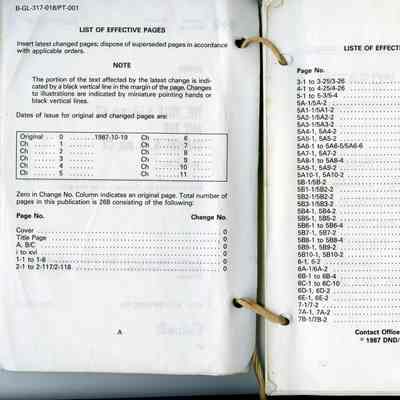 B-GL-317-018/PT-001
LIST OF EFFECTIVE PAGES
Insert latest changed pages; dispose of superseded pages in accordance
with applicable orders.
NOTE
The portion of the text affected by the latest change is indi-
cated by a black vertical line in the margin of the page. Changes
to illustrations are indicated by miniature pointing hands or
black vertical lines.
Dates of issue for original and changed pages are:
Original . . 0 . . . . . . . 1987-10-19 Ch . . . . . . 6 . . .
Ch . . . . . . 1 . . . . . . Ch . . . . . . 7 . . . . . .
Ch . . . . . . 2 . . . . . . Ch . . . . . . 8 . . . . . .
Ch . . . . . . 3 . . . . . . Ch . . . . . . 9 . . . . . .
Ch . . . . . . 4 . . . . . . Ch . . . . . . 10 . . . . . .
Ch . . . . . . 5 . . . . . . Ch . . . . . . 11 . . . . . .
Zero in Change No. Column indicates an original page. Total number of
pages in this publication is 268 consisting of the following:
Page No. Change No.
Cover . . . . . . . . . . . . . . . . . . . . 0
Title Page . . . . . . . . . . . . . . . . . . . . 0
A, B/C . . . . . . . . . . . . . . . . . . . . 0
i to xvi . . . . . . . . . . . . . . . . . . . . 0
1-1 to 1-8 . . . . . . . . . . . . . . . . . . . . 0
2-1 to 2-117/2-118 . . . . . . . . . . . . . . . . . . . . 0
A
LISTE OF EFFECTI
Page No.
3-1 to 3-25/3-26
4-1 to 4-25/4-26
5-1 to 5-3/5-4
5A-1/5A-2
5A1-1/5A1-2
5A2-1/5A2-2
5A3-1/5A3-2
5A4-1, 5A4-2
5A5-1, 5A5-2
5A6-1 to 5A6-5/5A6-6
5A7-1, 5A7-2
5A8-1 to 5A8-4
5A9-1, 5A9-2
5A10-1, 5A10-2
5B-1/5B-2
5B1-1/5B1-2
5B2-1/5B2-2
5B3-1/5B3-2
5B4-1, 5B4-2
5B5-1, 5B5-2
5B6-1 to 5B6-4
5B7-1, 5B7-2
5B8-1 to 5B8-4
5B9-1, 5B9-2
5B10-1, 5B10-2
6-1, 6-2
6A-1/6A-2
6B-1 to 6B-4
6C-1 to 6C-10
6D-1, 6D-2
6E-1, 6E-2
7-1/7-2
7A-1, 7A-2
7B-1/7B-2
Contact Office
© 1987 DND/